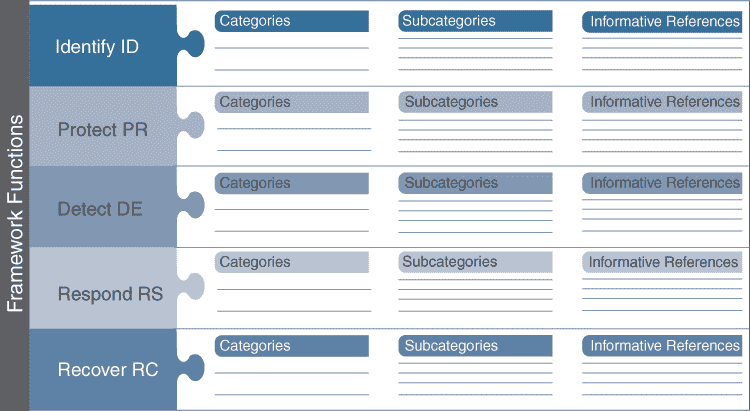 Framework Functions
Identify ID
Categories
Subcategories
Informative References
Protect PR
Categories
Subcategories
Informative References
Detect DE
Categories
Subcategories
Informative References
Respond RS
Categories
Subcategories
Informative References
Recover RC
Categories
Subcategories
Informative References